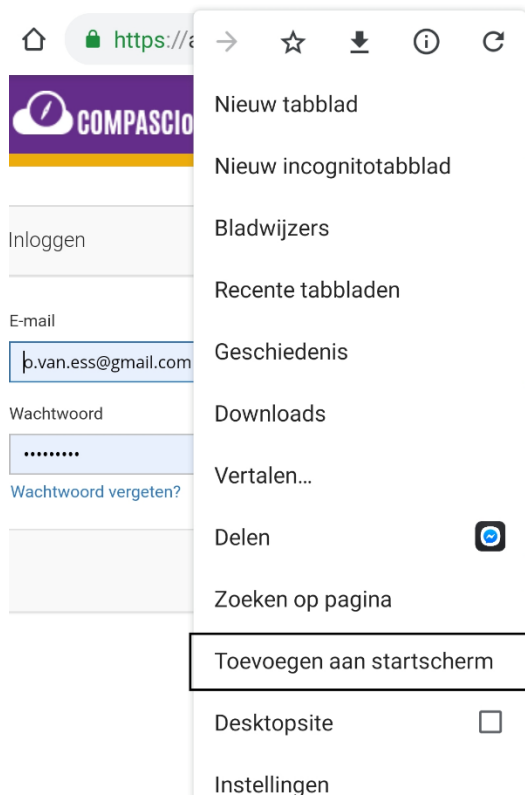 https://
Nieuw tabblad
COMPASCIo
Nieuw incognitotabblad
Bladwijzers
Inloggen
Recente tabbladen
E-mail
Geschiedenis
o.van.ess@gmail.com
Downloads
Wachtwoord
•••••••••
Vertalen...
Wachtwoord vergeten?
Delen
Zoeken op pagina
Toevoegen aan startscherm
Desktopsite
Instellingen